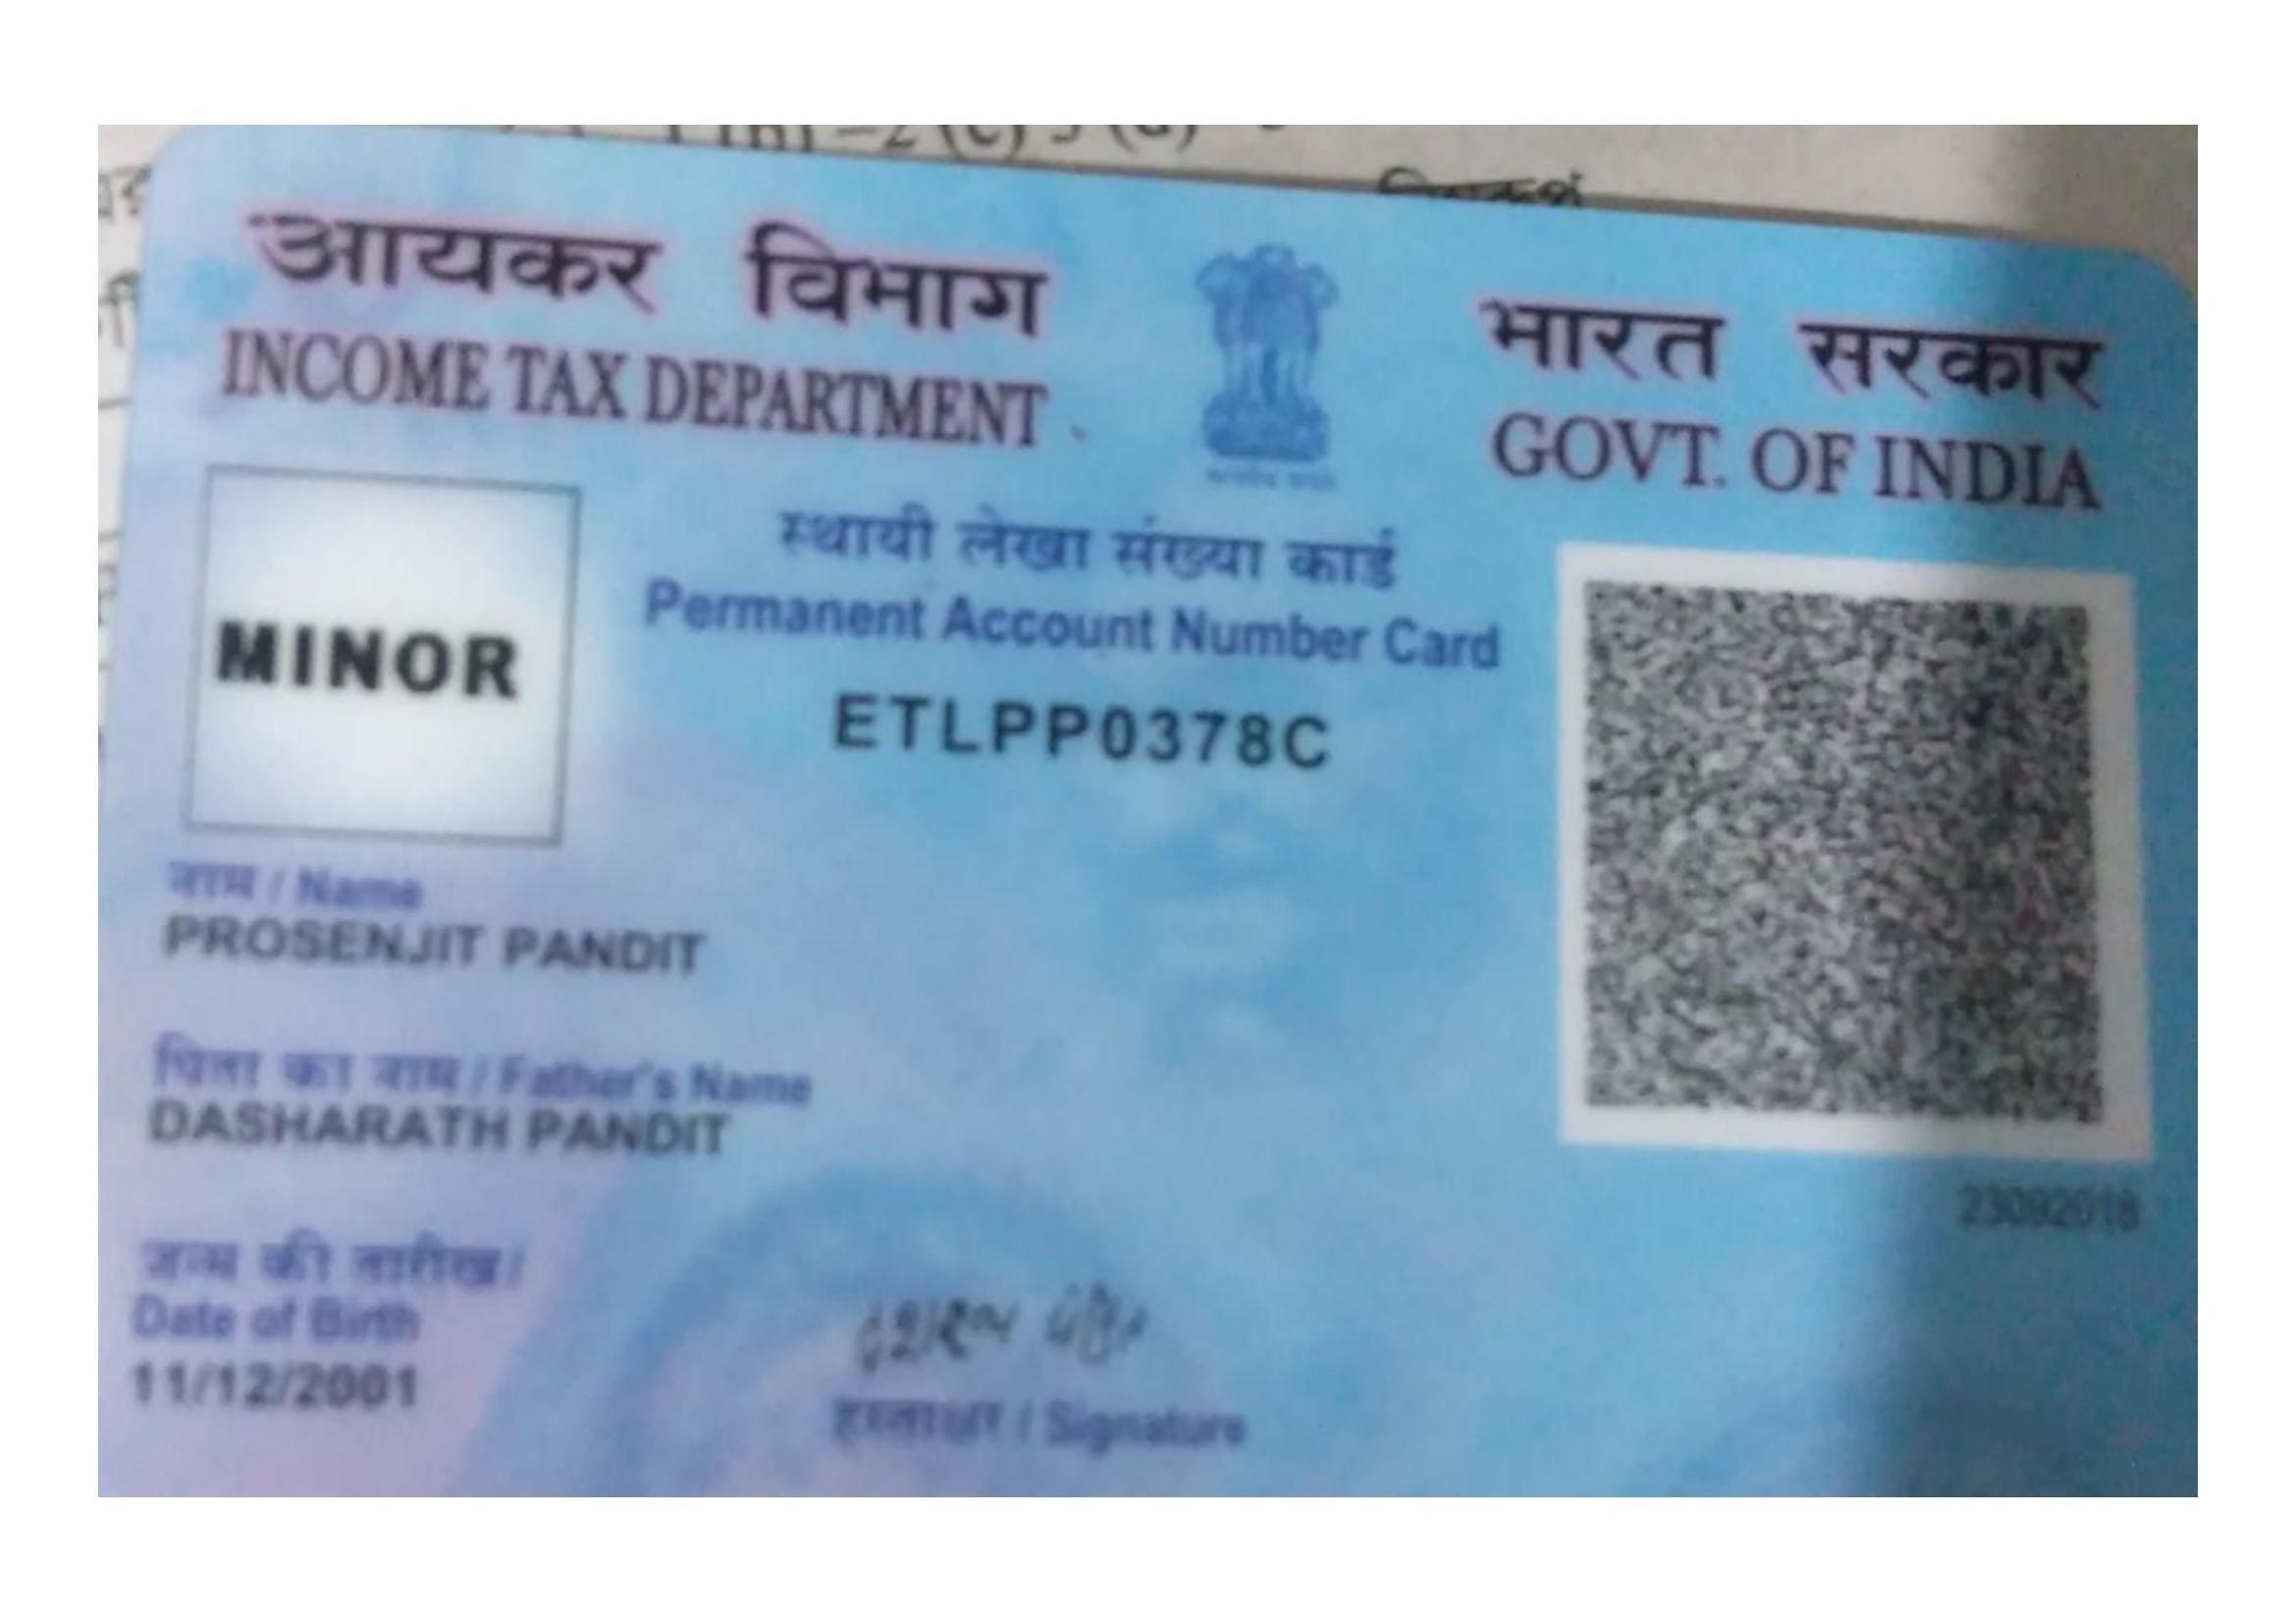 आयकर विभाग
INCOME TAX DEPARTMENT
भारत सरकार
GOVT. OF INDIA
स्थायी लेखा संख्या कार्ड
Permanent Account Number Card
ETLPP0378C
MINOR
नाम / Name
PROSENJIT PANDIT
पिता का नाम / Father's Name
DASHARATH PANDIT
23092018
जन्म की तारीख /
Date of Birth
11/12/2001
हस्ताक्षर / Signature